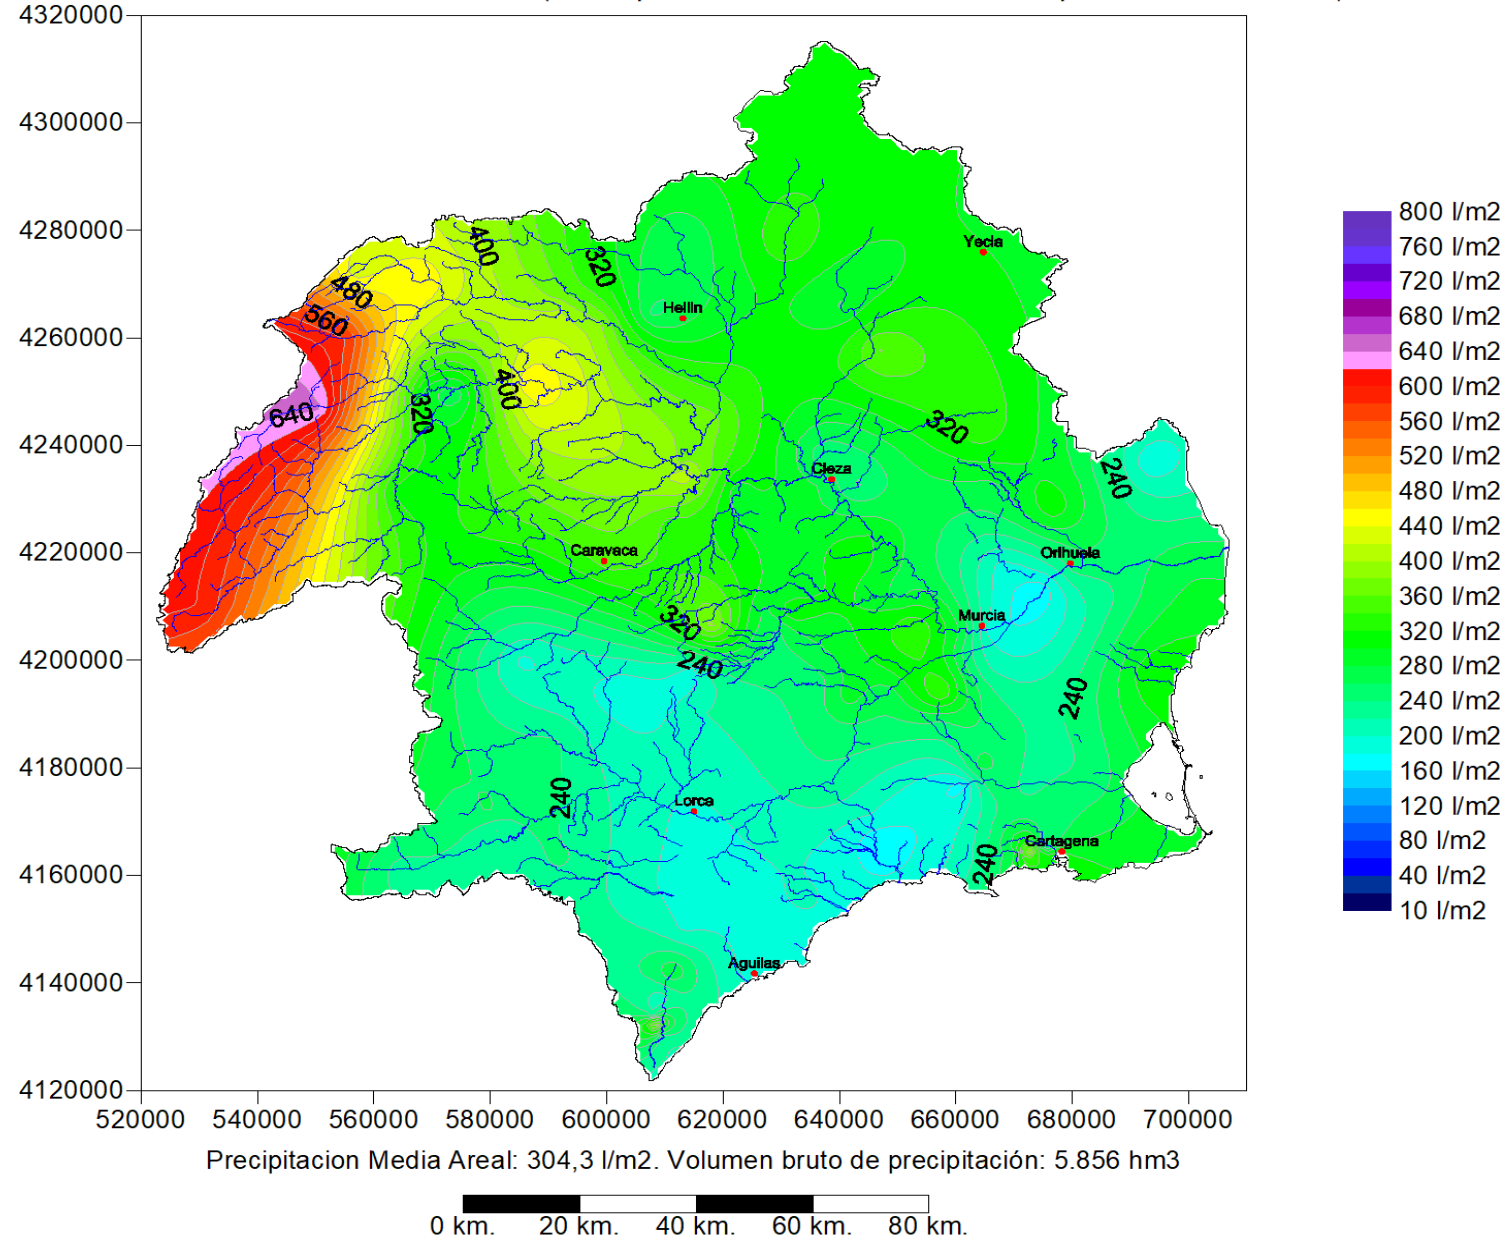 4320000
4300000
4280000
4260000
4240000
4220000
4200000
4180000
4160000
4140000
4120000
520000 540000 560000 580000 600000 620000 640000 660000 680000 700000
400
320
480
560
640
320
400
320
240
320
240
240
240
240
Yecla
Hellin
Cieza
Caravaca
Orihuela
Murcia
Lorca
Cartagena
Aguilas
800 l/m2
760 l/m2
720 l/m2
680 l/m2
640 l/m2
600 l/m2
560 l/m2
520 l/m2
480 l/m2
440 l/m2
400 l/m2
360 l/m2
320 l/m2
280 l/m2
240 l/m2
200 l/m2
160 l/m2
120 l/m2
80 l/m2
40 l/m2
10 l/m2
Precipitacion Media Areal: 304,3 l/m2. Volumen bruto de precipitación: 5.856 hm3
0 km. 20 km. 40 km. 60 km. 80 km.